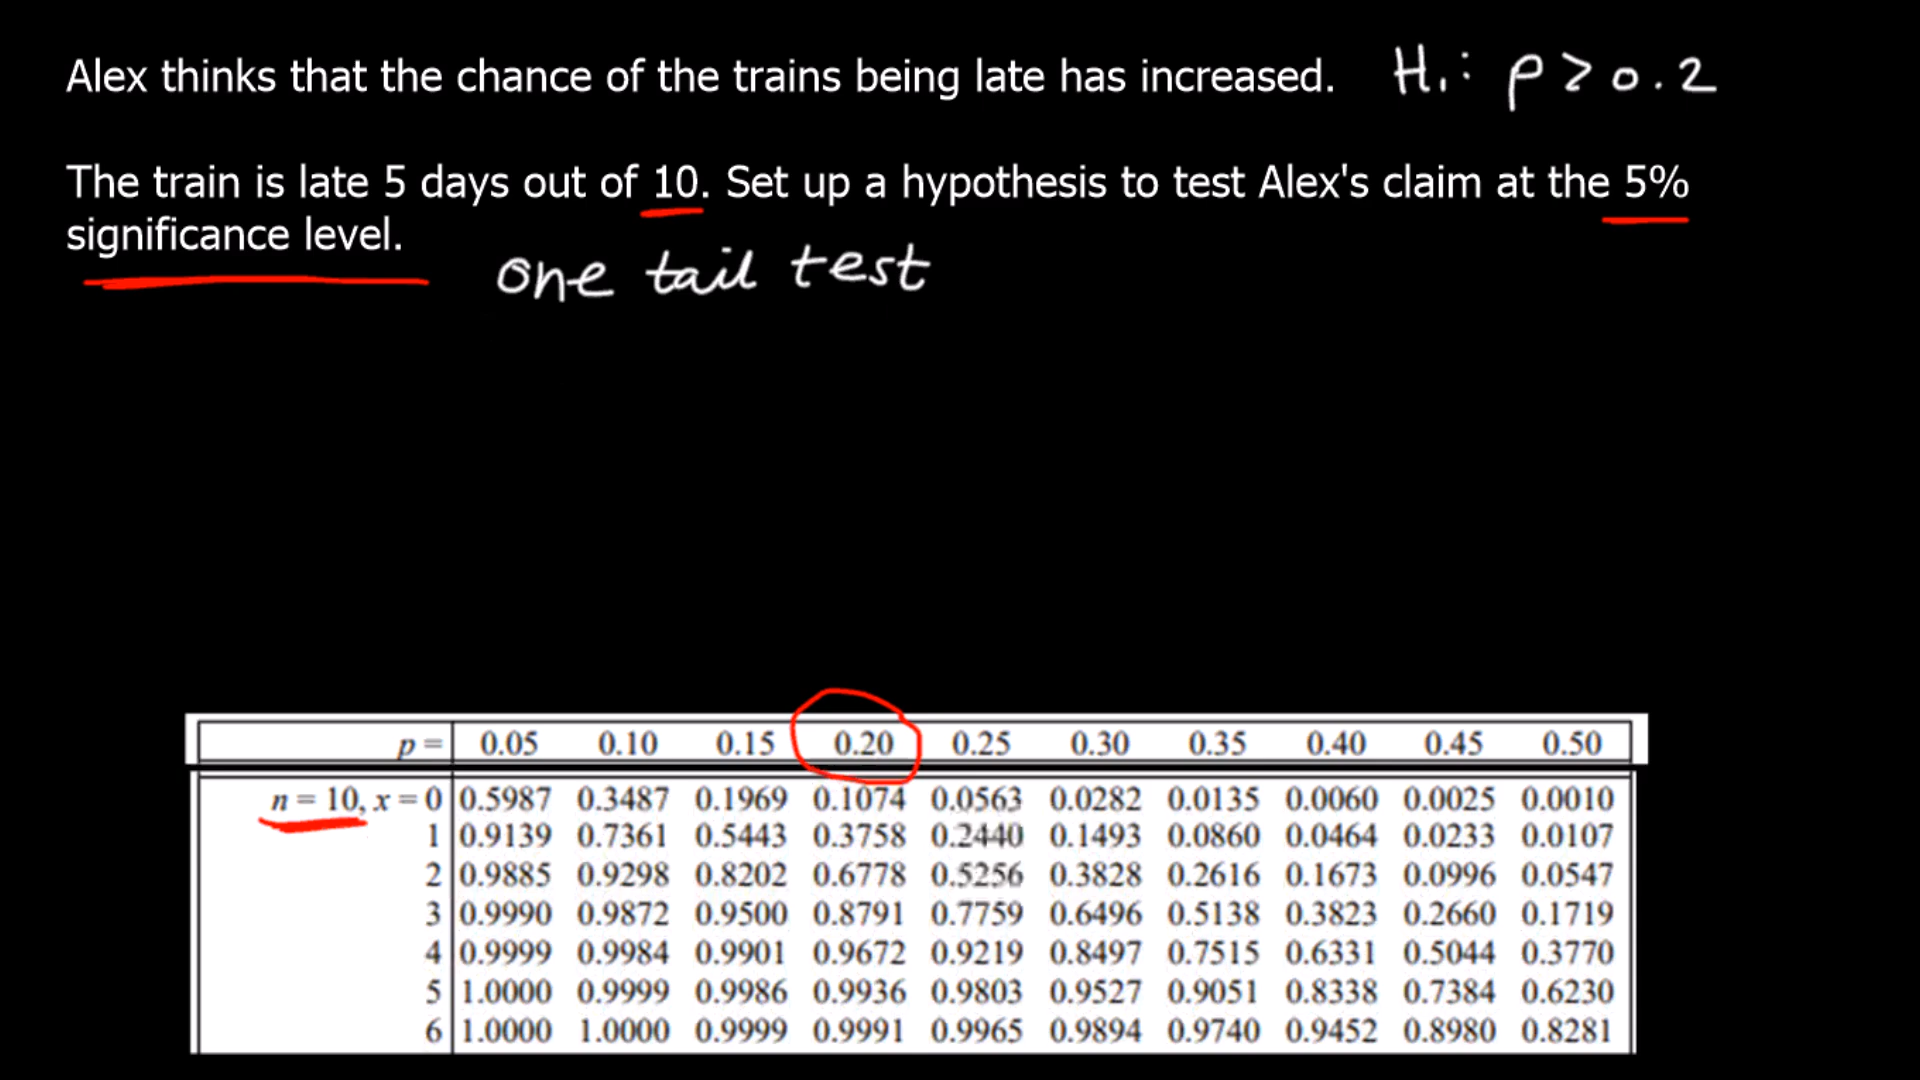 Alex thinks that the chance of the trains being late has increased. H₁: p > 0.2
The train is late 5 days out of 10. Set up a hypothesis to test Alex's claim at the 5%
significance level.
one tail test
p = 0.05 0.10 0.15 0.20 0.25 0.30 0.35 0.40 0.45 0.50
n = 10, x = 0 0.5987 0.3487 0.1969 0.1074 0.0563 0.0282 0.0135 0.0060 0.0025 0.0010
1 0.9139 0.7361 0.5443 0.3758 0.2440 0.1493 0.0860 0.0464 0.0233 0.0107
2 0.9885 0.9298 0.8202 0.6778 0.5256 0.3828 0.2616 0.1673 0.0996 0.0547
3 0.9990 0.9872 0.9500 0.8791 0.7759 0.6496 0.5138 0.3823 0.2660 0.1719
4 0.9999 0.9984 0.9901 0.9672 0.9219 0.8497 0.7515 0.6331 0.5044 0.3770
5 1.0000 0.9999 0.9986 0.9936 0.9803 0.9527 0.9051 0.8338 0.7384 0.6230
6 1.0000 1.0000 0.9999 0.9991 0.9965 0.9894 0.9740 0.9452 0.8980 0.8281